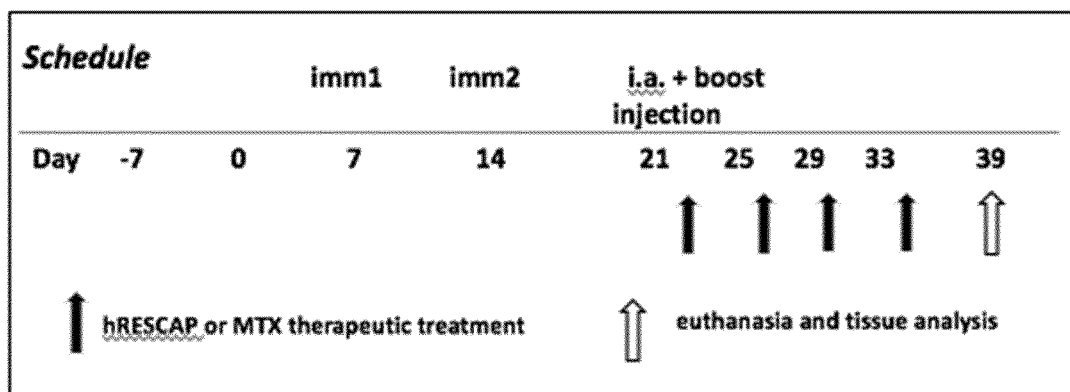 Schedule
imm1 imm2 i.a. + boost
injection
Day -7 0 7 14 21 25 29 33 39
hRESCAP or MTX therapeutic treatment euthanasia and tissue analysis